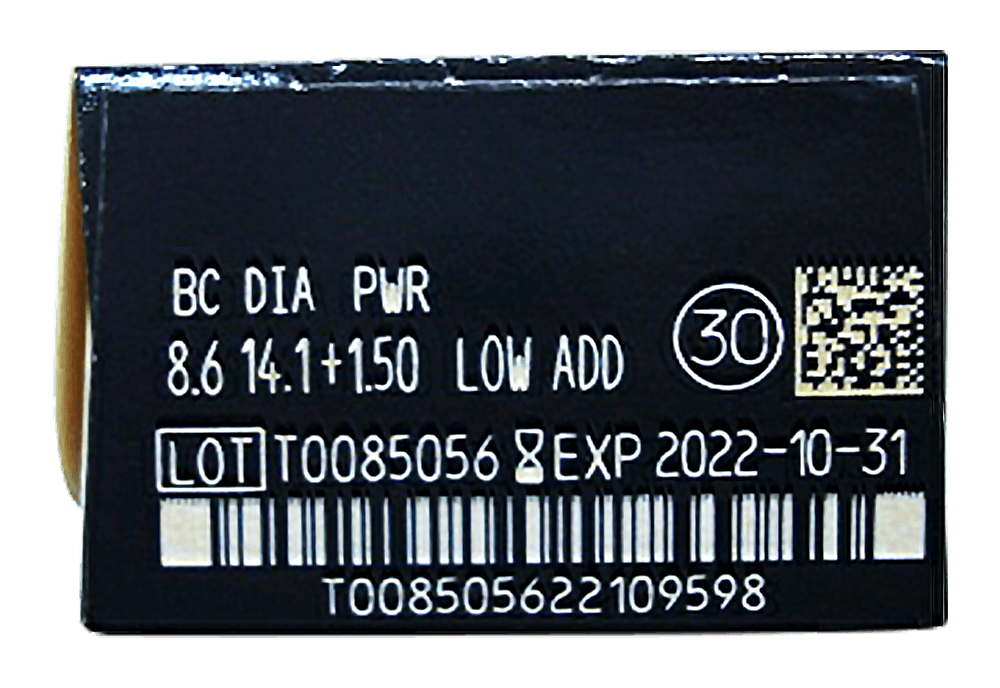 BC DIA PWR
8.6 14.1 +1.50 LOW ADD
30
LOT T0085056 EXP 2022-10-31
T008505622109598